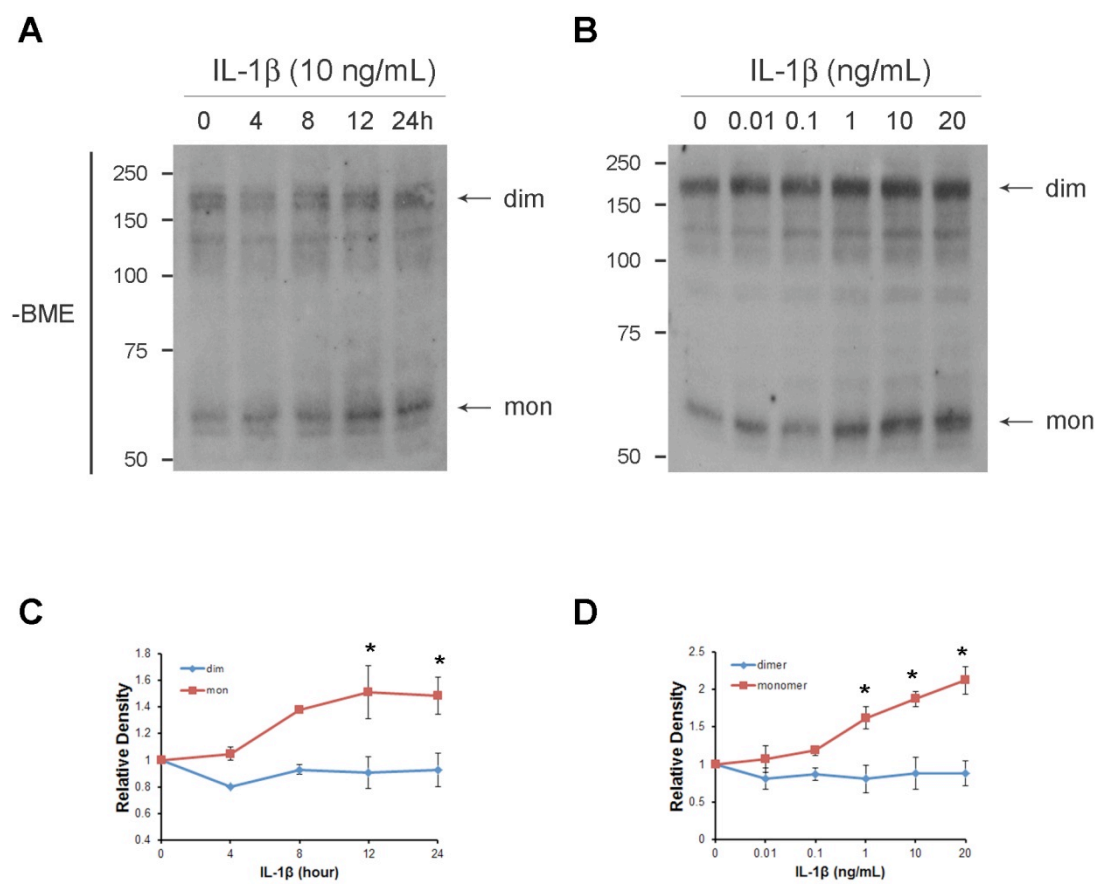 A
IL-1β (10 ng/mL)
0 4 8 12 24h
250
150
100
75
50
-BME
dim
mon
B
IL-1β (ng/mL)
0 0.01 0.1 1 10 20
250
150
100
75
50
dim
mon
C
1.8
1.6
1.4
1.2
1.0
0.8
0.6
0.4
Relative Density
dim
mon
* *
0 4 8 12 24
IL-1β (hour)
D
2.5
2
1.5
1
0.5
0
Relative Density
dimer
monomer
* * *
0 0.01 0.1 1 10 20
IL-1β (ng/mL)